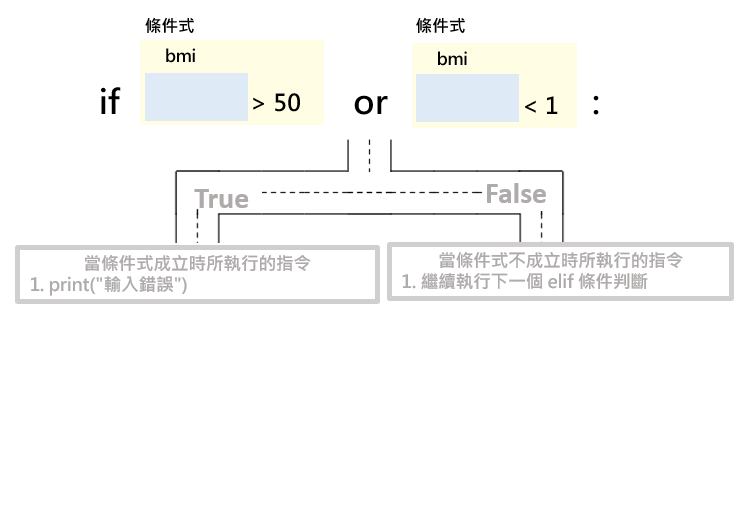 條件式 條件式
bmi bmi
if > 50 or < 1 :
True False
當條件式成立時所執行的指令
1. print("輸入錯誤")
當條件式不成立時所執行的指令
1. 繼續執行下一個 elif 條件判斷